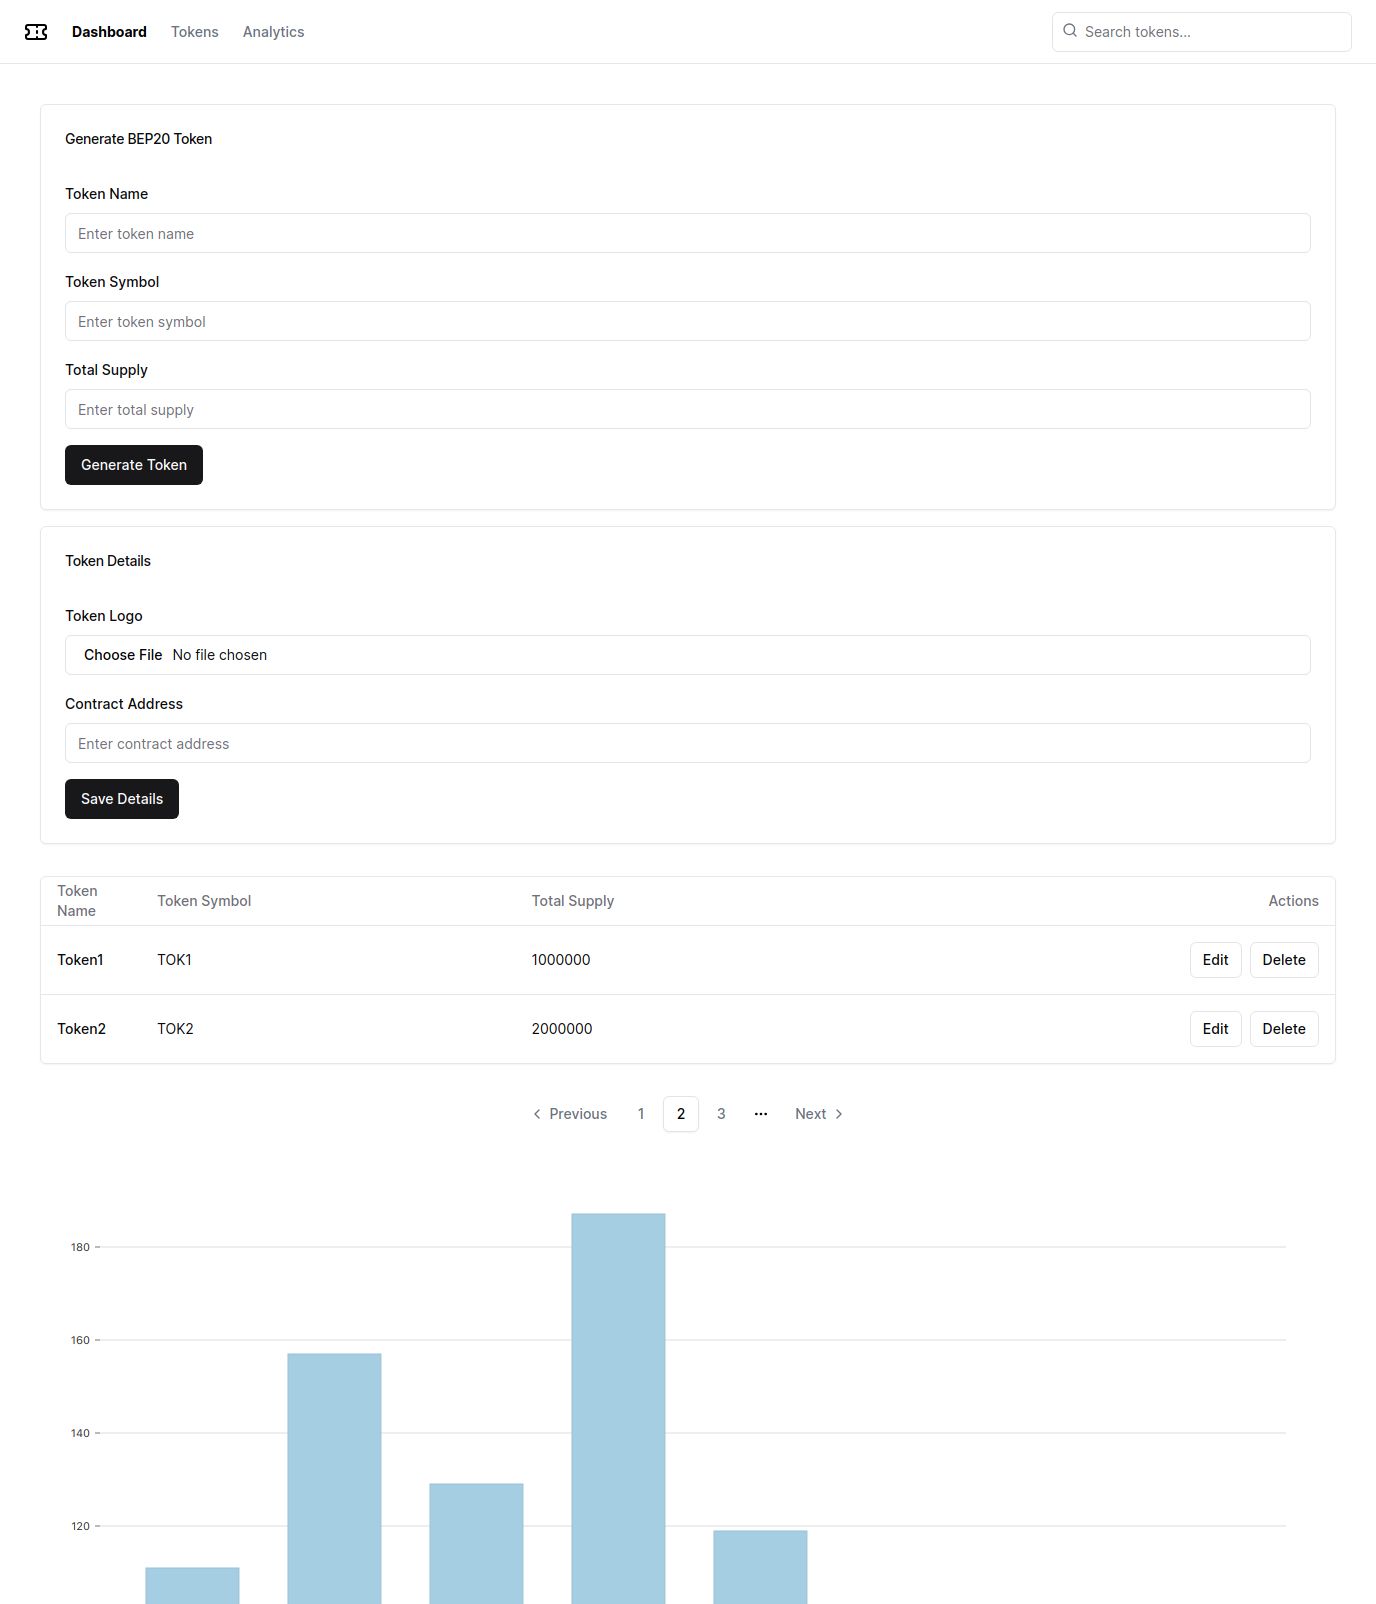 Dashboard Tokens Analytics Search tokens...
Generate BEP20 Token
Token Name
Enter token name
Token Symbol
Enter token symbol
Total Supply
Enter total supply
Generate Token
Token Details
Token Logo
Choose File No file chosen
Contract Address
Enter contract address
Save Details
Token
Name
Token Symbol Total Supply Actions
Token1 TOK1 1000000 Edit Delete
Token2 TOK2 2000000 Edit Delete
Previous 1 2 3 ... Next
180
160
140
120